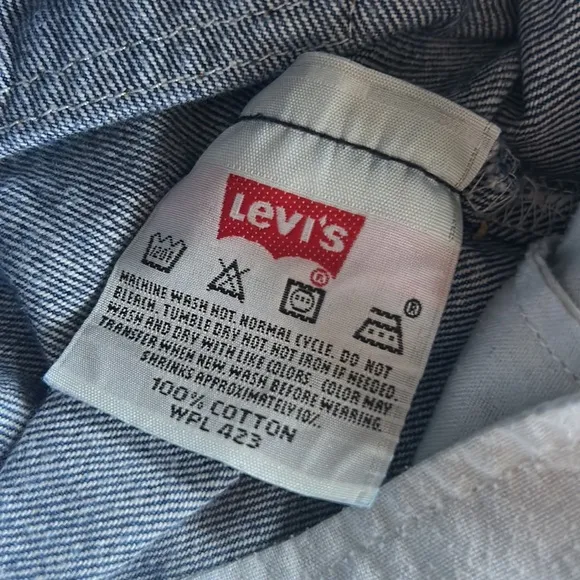 Levi's
®
120F
®
MACHINE WASH HOT. NORMAL CYCLE. DO NOT
BLEACH. TUMBLE DRY HOT. HOT IRON IF NEEDED.
WASH AND DRY WITH LIKE COLORS. COLOR MAY
TRANSFER WHEN NEW. WASH BEFORE WEARING.
SHRINKS APPROXIMATELY 10%.
100% COTTON
WPL 423